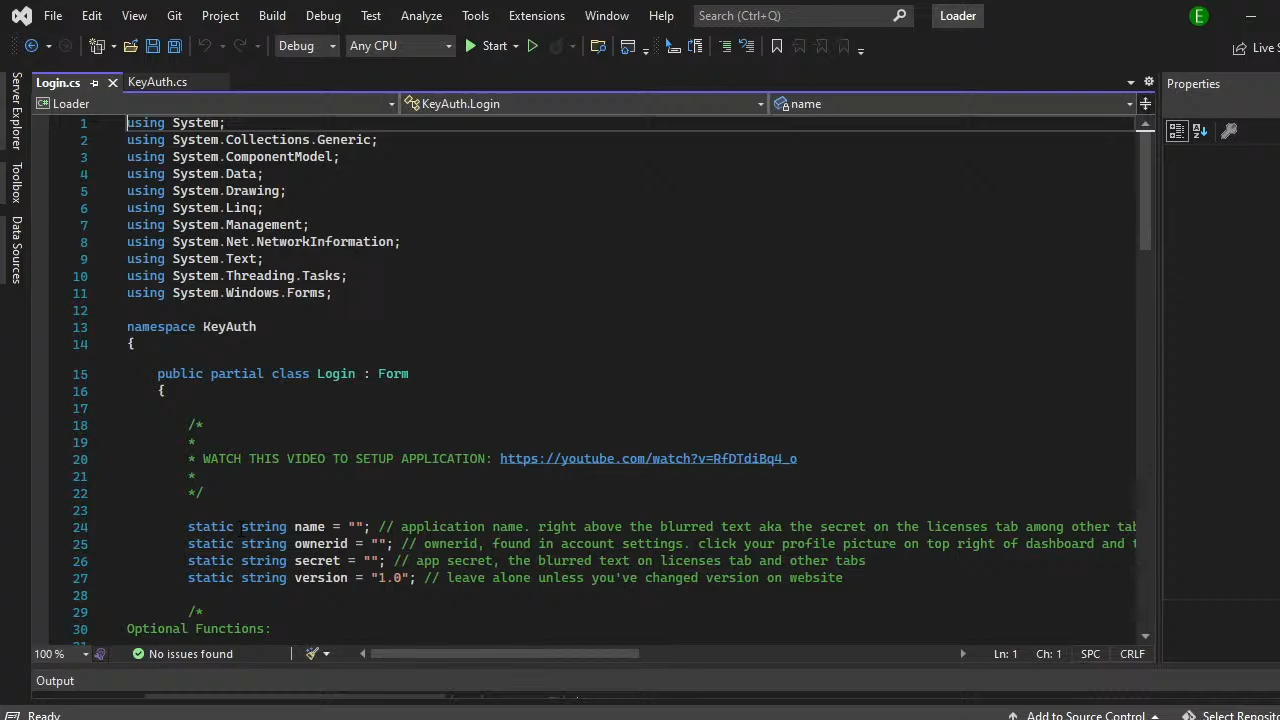 File Edit View Git Project Build Debug Test Analyze Tools Extensions Window Help Search (Ctrl+Q) Loader E
Debug Any CPU Start Live
Login.cs KeyAuth.cs Properties
Loader KeyAuth.Login name
Server Explorer
Toolbox
Data Sources
1 using System;
2 using System.Collections.Generic;
3 using System.ComponentModel;
4 using System.Data;
5 using System.Drawing;
6 using System.Linq;
7 using System.Management;
8 using System.Net.NetworkInformation;
9 using System.Text;
10 using System.Threading.Tasks;
11 using System.Windows.Forms;
12
13 namespace KeyAuth
14 {
15 public partial class Login : Form
16 {
17
18 /*
19 *
20 * WATCH THIS VIDEO TO SETUP APPLICATION: https://youtube.com/watch?v=RfDTdiBq4_o
21 *
22 */
23
24 static string name = ""; // application name. right above the blurred text aka the secret on the licenses tab among other tab
25 static string ownerid = ""; // ownerid, found in account settings. click your profile picture on top right of dashboard and t
26 static string secret = ""; // app secret, the blurred text on licenses tab and other tabs
27 static string version = "1.0"; // leave alone unless you've changed version on website
28
29 /*
30 Optional Functions:
100 % No issues found Ln: 1 Ch: 1 SPC CRLF
Output
Ready Add to Source Control Select Reposito